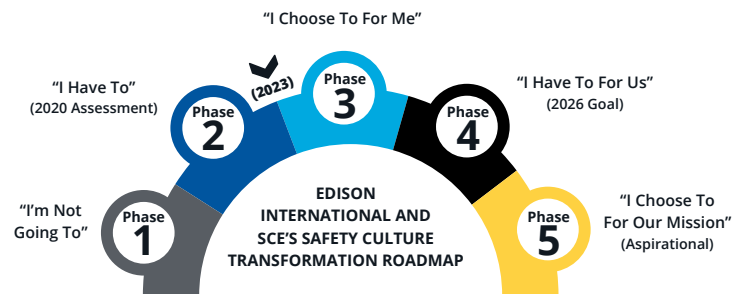 “I Choose To For Me”
“I Have To”
(2020 Assessment)
(2023)
“I Have To For Us”
(2026 Goal)
“I’m Not
Going To”
“I Choose To
For Our Mission”
(Aspirational)
Phase
1
Phase
2
Phase
3
Phase
4
Phase
5
EDISON
INTERNATIONAL AND
SCE’S SAFETY CULTURE
TRANSFORMATION ROADMAP